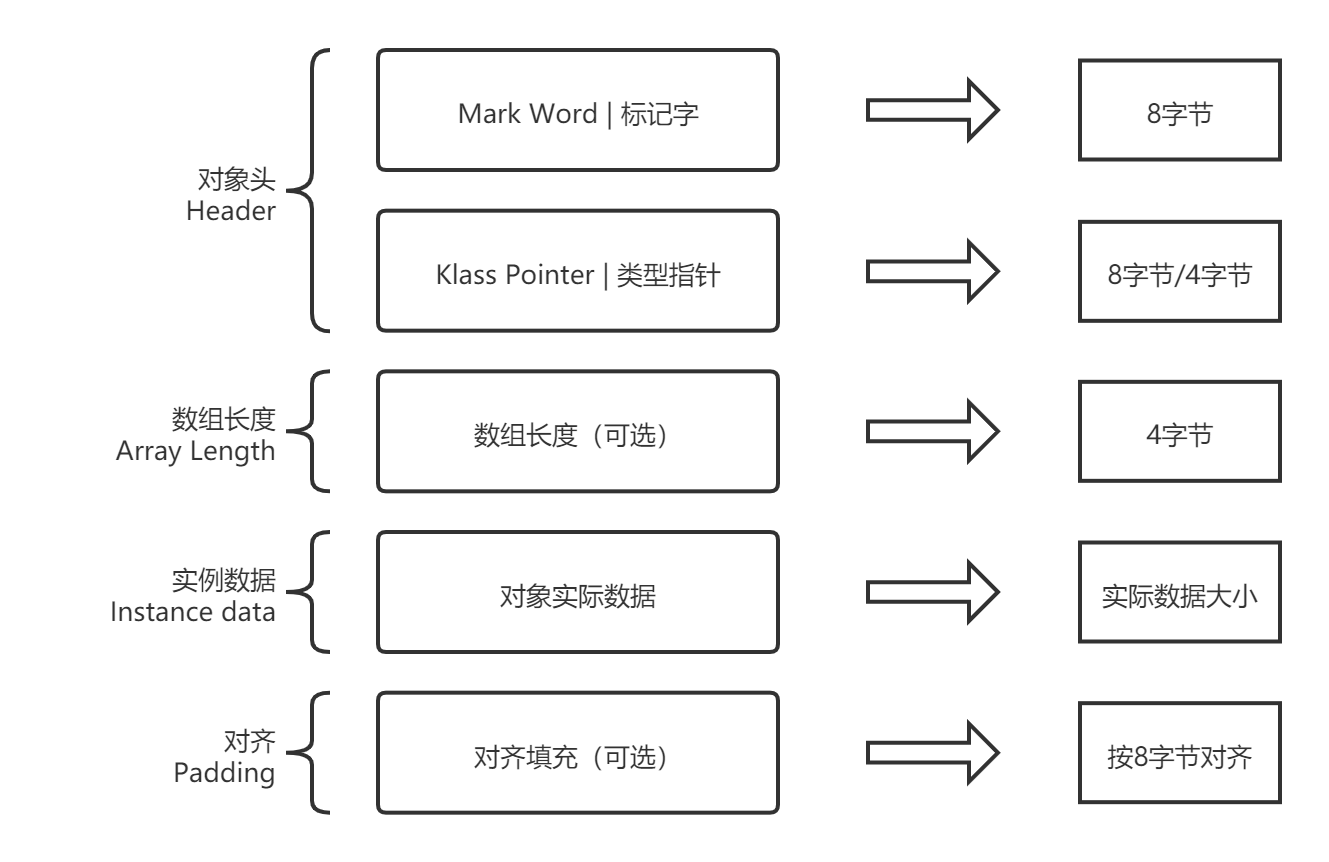 对象头
Header
Mark Word | 标记字
8字节
Klass Pointer | 类型指针
8字节/4字节
数组长度
Array Length
数组长度（可选）
4字节
实例数据
Instance data
对象实际数据
实际数据大小
对齐
Padding
对齐填充（可选）
按8字节对齐